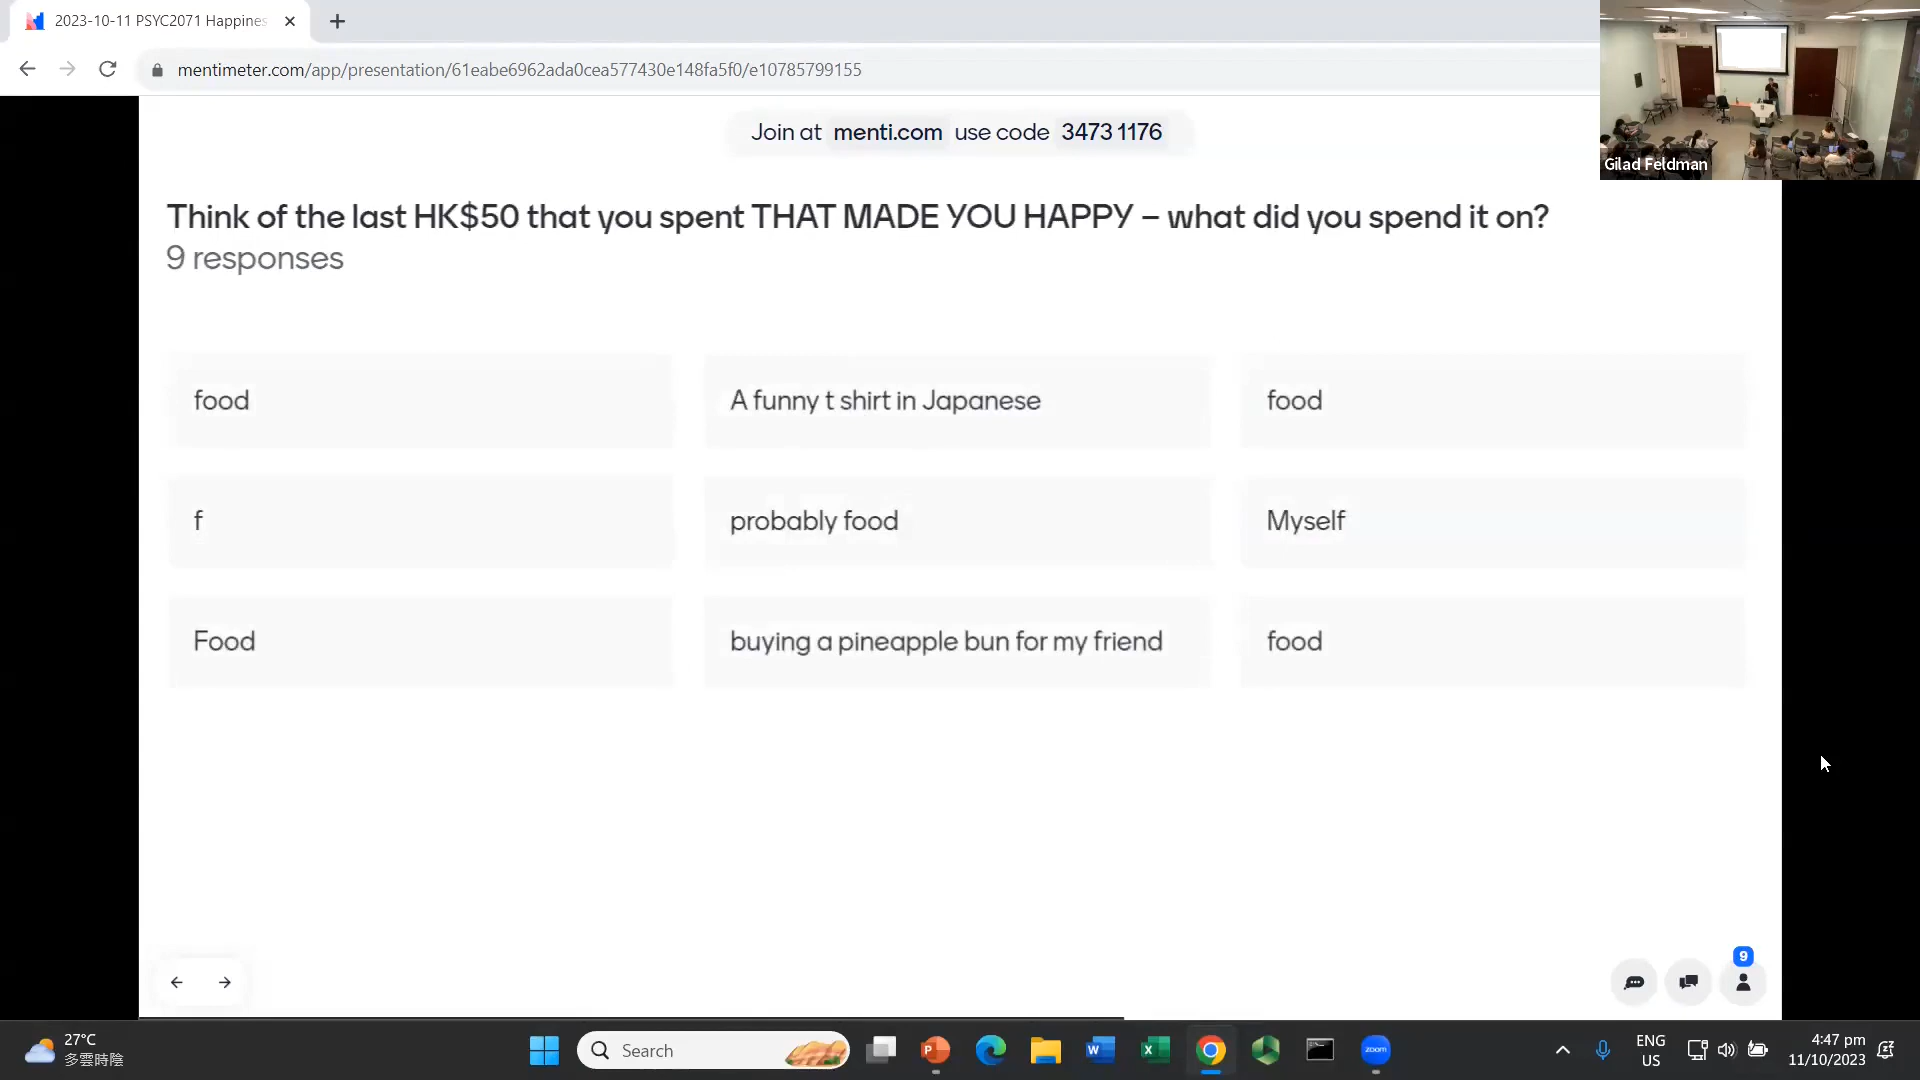 2023-10-11 PSYC2071 Happines
mentimeter.com/app/presentation/61eabe6962ada0cea577430e148fa5f0/e10785799155
Gilad Feldman
Join at menti.com use code 3473 1176
Think of the last HK$50 that you spent THAT MADE YOU HAPPY – what did you spend it on?
9 responses
food
A funny t shirt in Japanese
food
f
probably food
Myself
Food
buying a pineapple bun for my friend
food
9
27°C
多雲時陰
Search
zoom
ENG
US
4:47 pm
11/10/2023